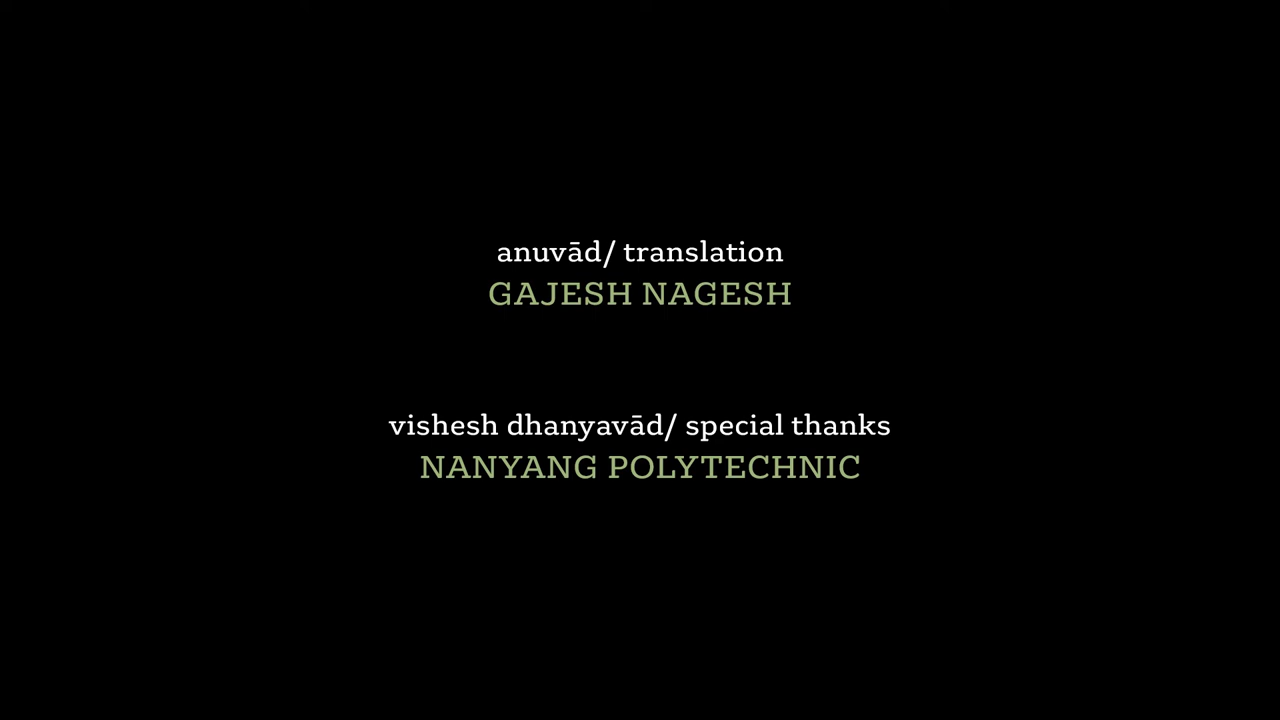 anuvād/ translation
GAJESH NAGESH
vishesh dhanyavād/ special thanks
NANYANG POLYTECHNIC